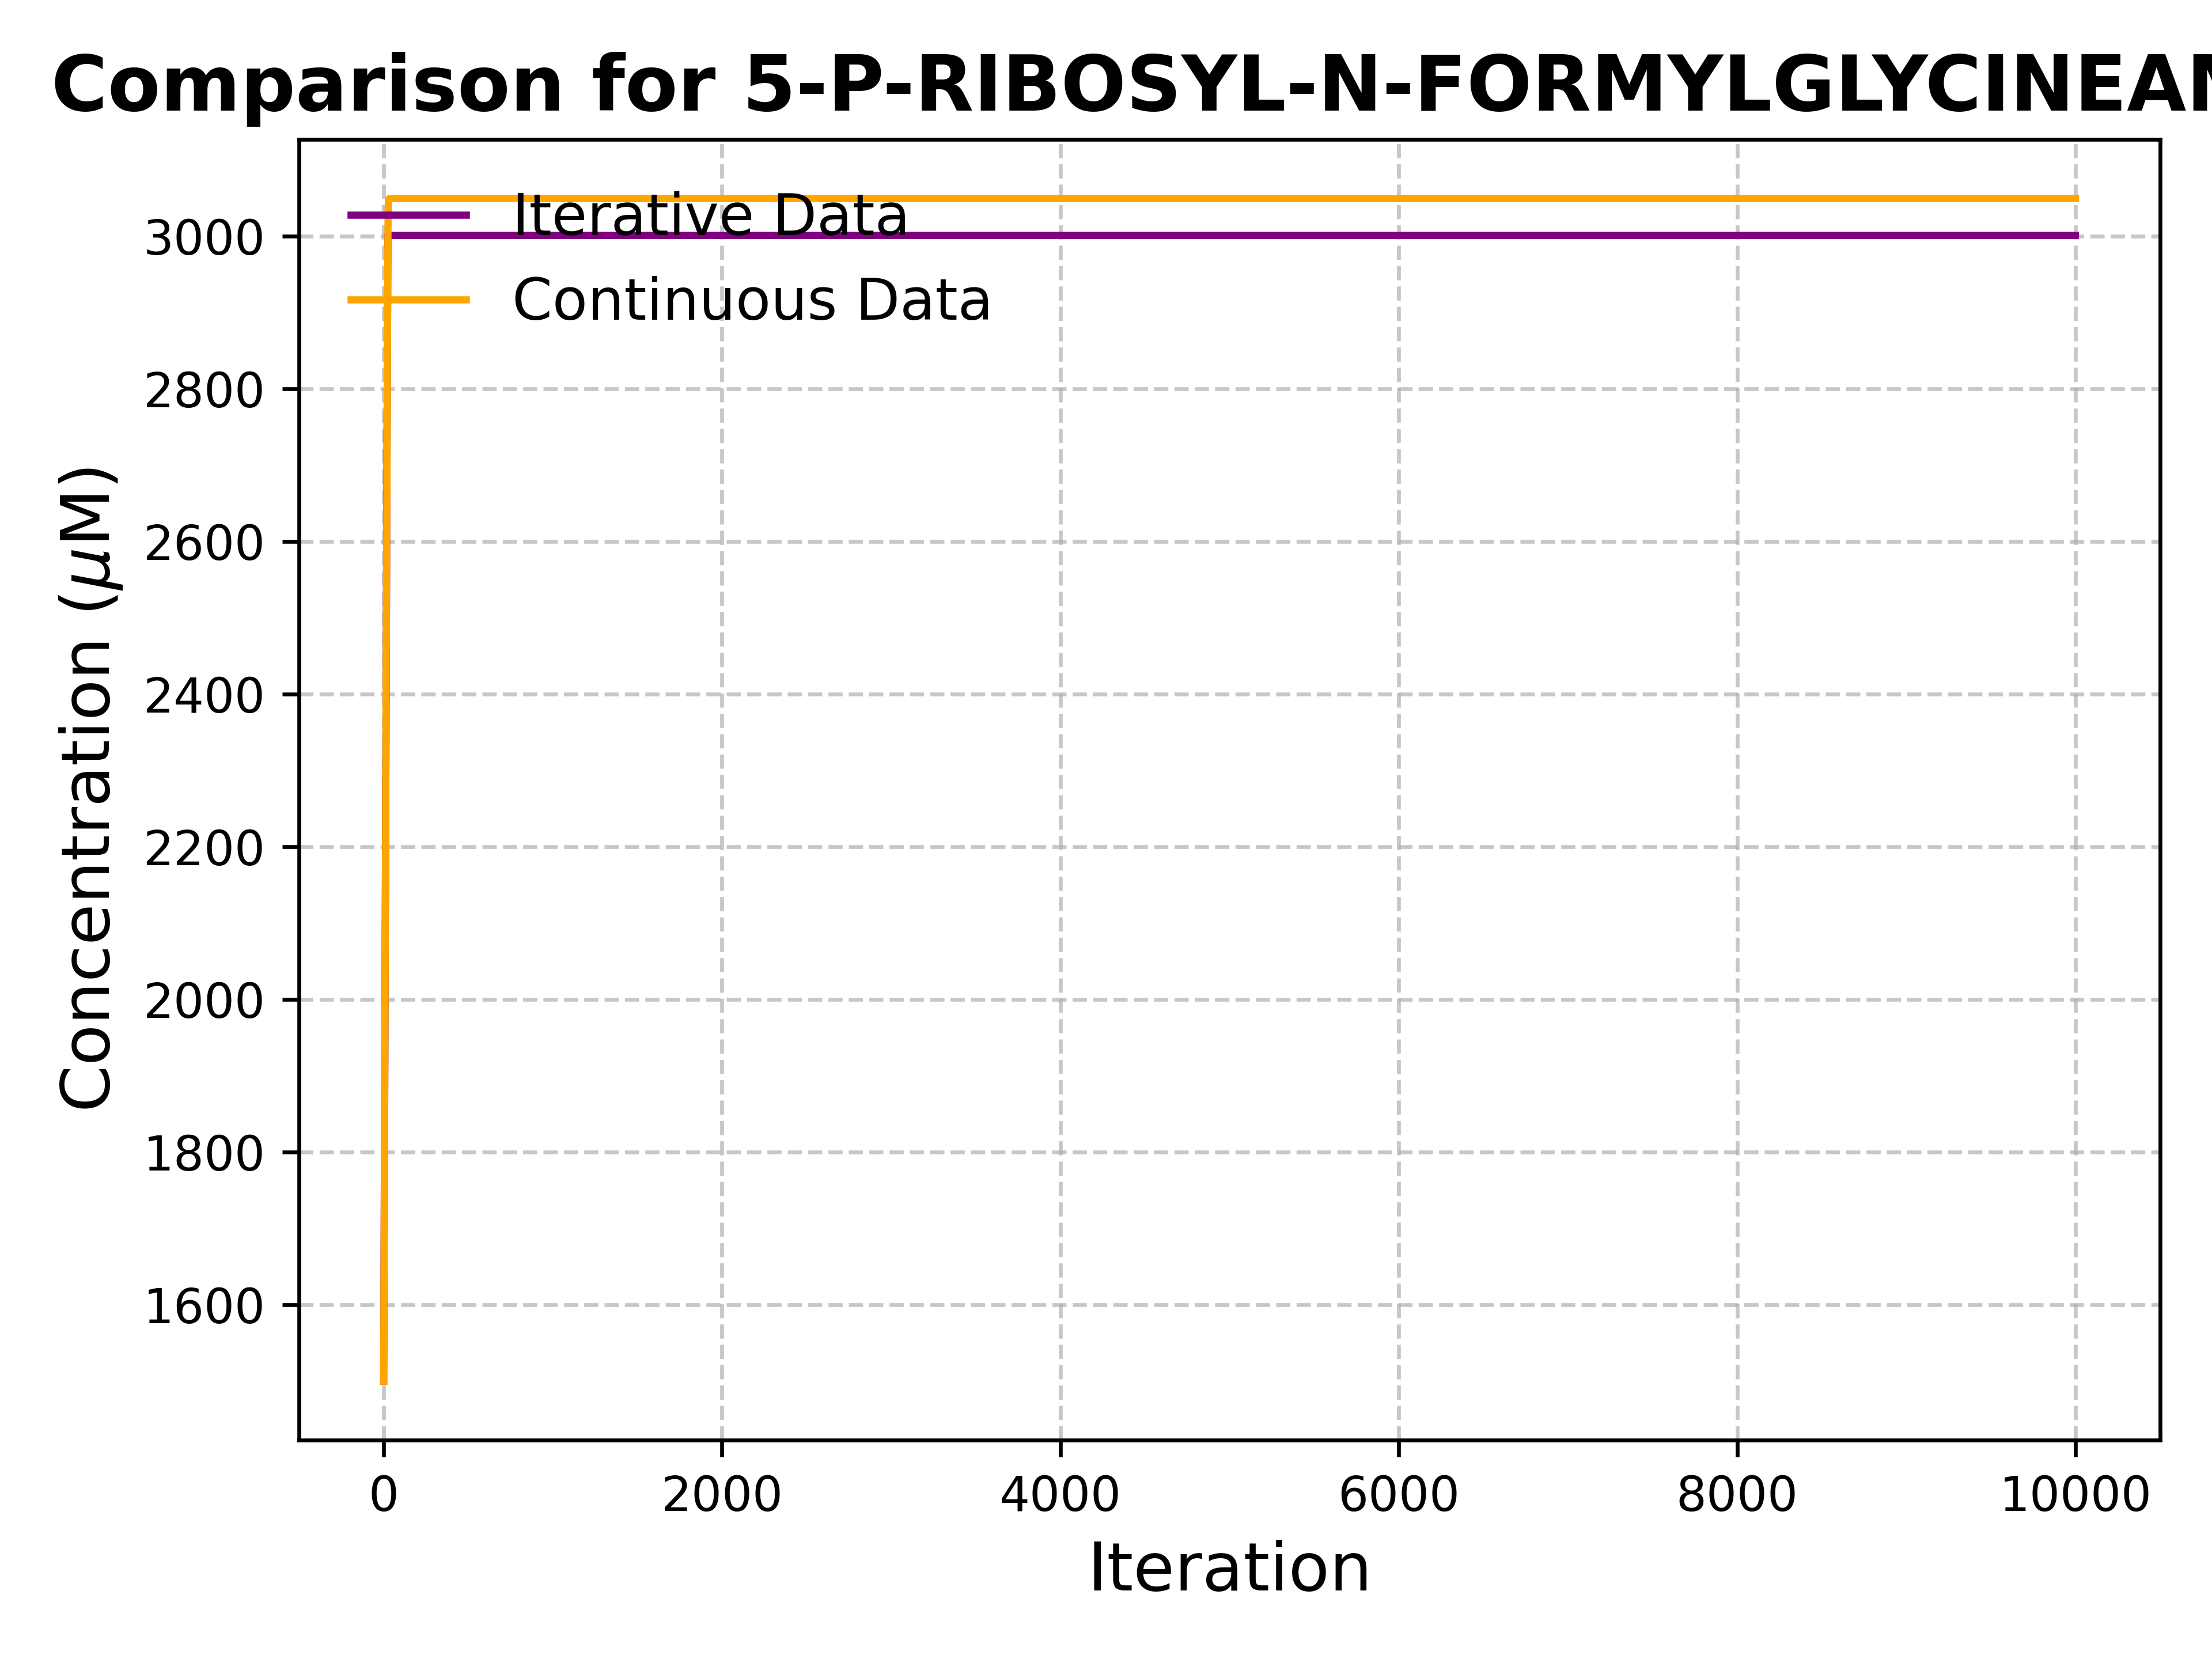 Comparison for 5-P-RIBOSYL-N-FORMYLGLYCINEAM
Iterative Data
Continuous Data
3000
2800
2600
2400
2200
2000
1800
1600
Concentration (μM)
0 2000 4000 6000 8000 10000
Iteration